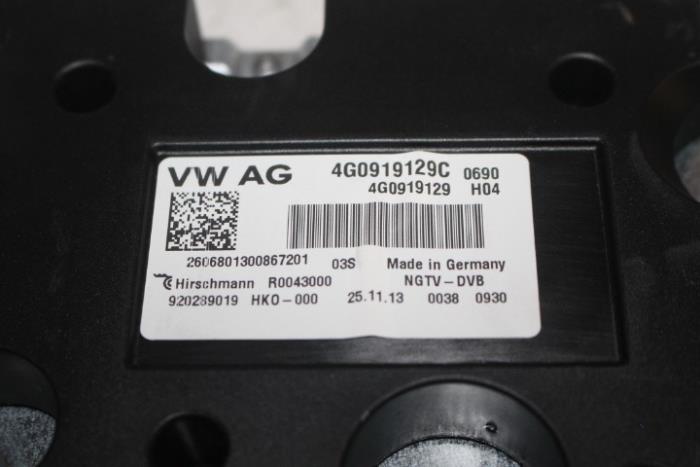 VW AG 4G0919129C 0690
4G0919129 H04
2606801300867201 03S Made in Germany
Hirschmann R0043000 NGTV-DVB
920289019 HK0-000 25.11.13 0038 0930